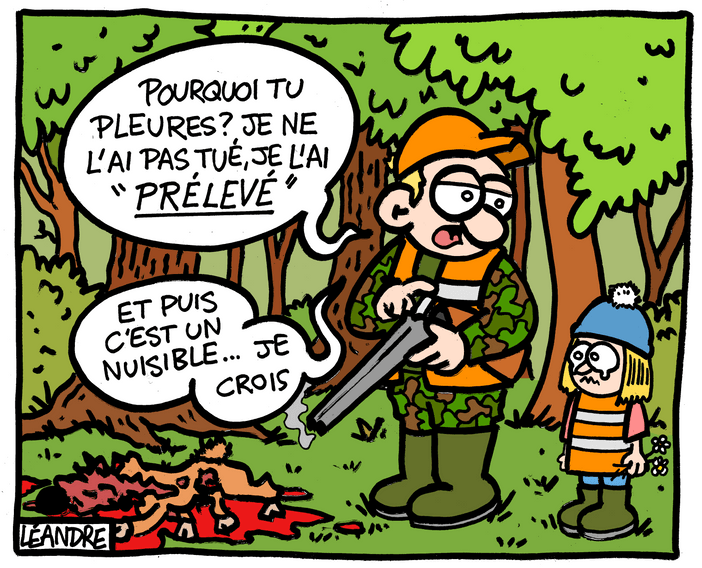 POURQUOI TU
PLEURES? JE NE
L'AI PAS TUÉ, JE L'AI
"PRÉLEVÉ"
ET PUIS
C'EST UN
NUISIBLE... JE
CROIS
LÉANDRE